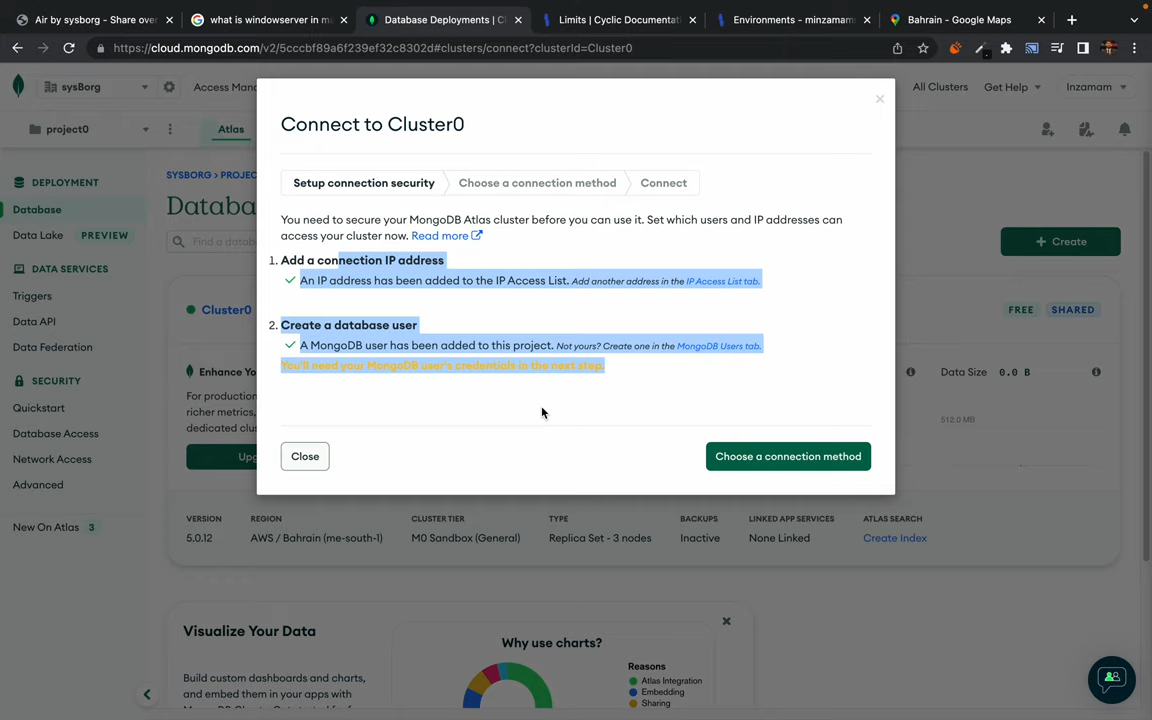 Air by sysborg - Share over
what is windowserver in ma
Database Deployments | Cl
Limits | Cyclic Documentati
Environments - minzamam
Bahrain - Google Maps
https://cloud.mongodb.com/v2/5cccbf89a6f239ef32c8302d#clusters/connect?clusterId=Cluster0
sysBorg
Access Mana
All Clusters
Get Help
Inzamam
project0
Atlas
DEPLOYMENT
Database
Data Lake
PREVIEW
DATA SERVICES
Triggers
Data API
Data Federation
SECURITY
Quickstart
Database Access
Network Access
Advanced
New On Atlas
3
SYSBORG > PROJEC
Databa
Find a databa
+ Create
Cluster0
FREE
SHARED
Enhance Yo
For production
richer metrics,
dedicated clus
Upg
Data Size
0.0 B
512.0 MB
Connect to Cluster0
Setup connection security
Choose a connection method
Connect
You need to secure your MongoDB Atlas cluster before you can use it. Set which users and IP addresses can
access your cluster now. Read more
1. Add a connection IP address
An IP address has been added to the IP Access List. Add another address in the IP Access List tab.
2. Create a database user
A MongoDB user has been added to this project. Not yours? Create one in the MongoDB Users tab.
You'll need your MongoDB user's credentials in the next step.
Close
Choose a connection method
VERSION
REGION
CLUSTER TIER
TYPE
BACKUPS
LINKED APP SERVICES
ATLAS SEARCH
5.0.12
AWS / Bahrain (me-south-1)
M0 Sandbox (General)
Replica Set - 3 nodes
Inactive
None Linked
Create Index
Visualize Your Data
Build custom dashboards and charts,
and embed them in your apps with
Why use charts?
Reasons
Atlas Integration
Embedding
Sharing